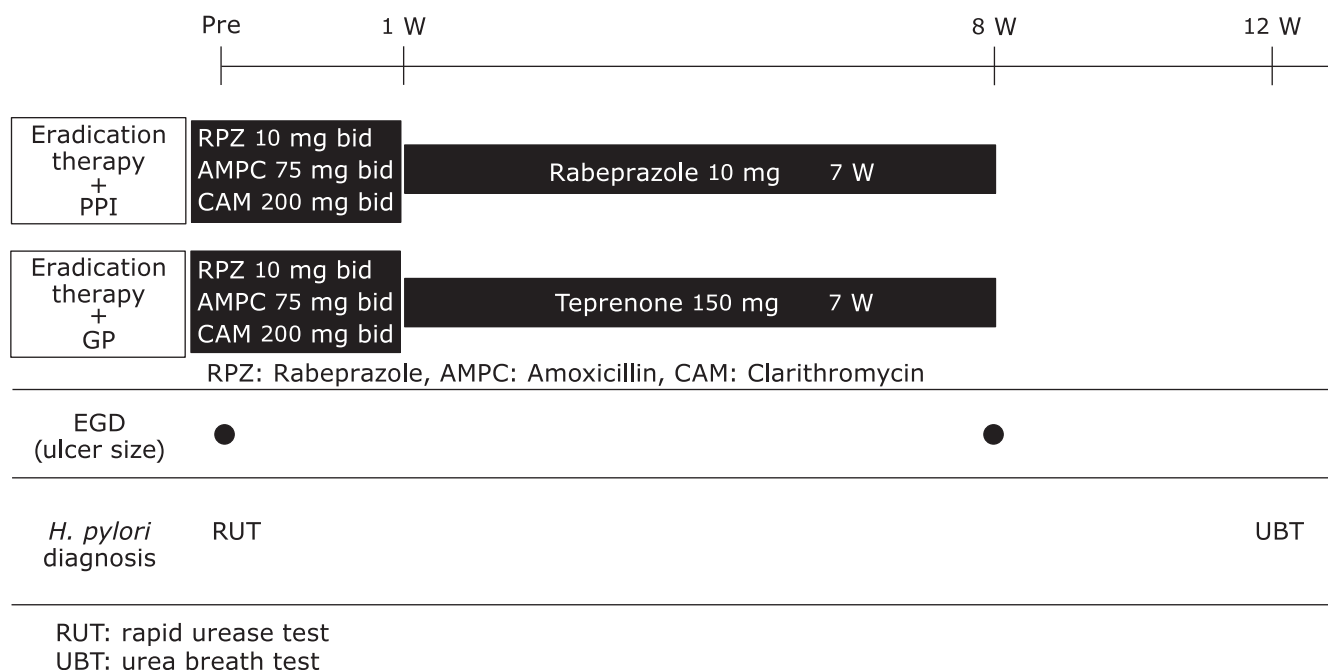 Pre 1 W 8 W 12 W
Eradication
therapy
+
PPI
RPZ 10 mg bid
AMPC 75 mg bid
CAM 200 mg bid
Rabeprazole 10 mg 7 W
Eradication
therapy
+
GP
RPZ 10 mg bid
AMPC 75 mg bid
CAM 200 mg bid
Teprenone 150 mg 7 W
RPZ: Rabeprazole, AMPC: Amoxicillin, CAM: Clarithromycin
EGD
(ulcer size)
H. pylori
diagnosis
RUT UBT
RUT: rapid urease test
UBT: urea breath test